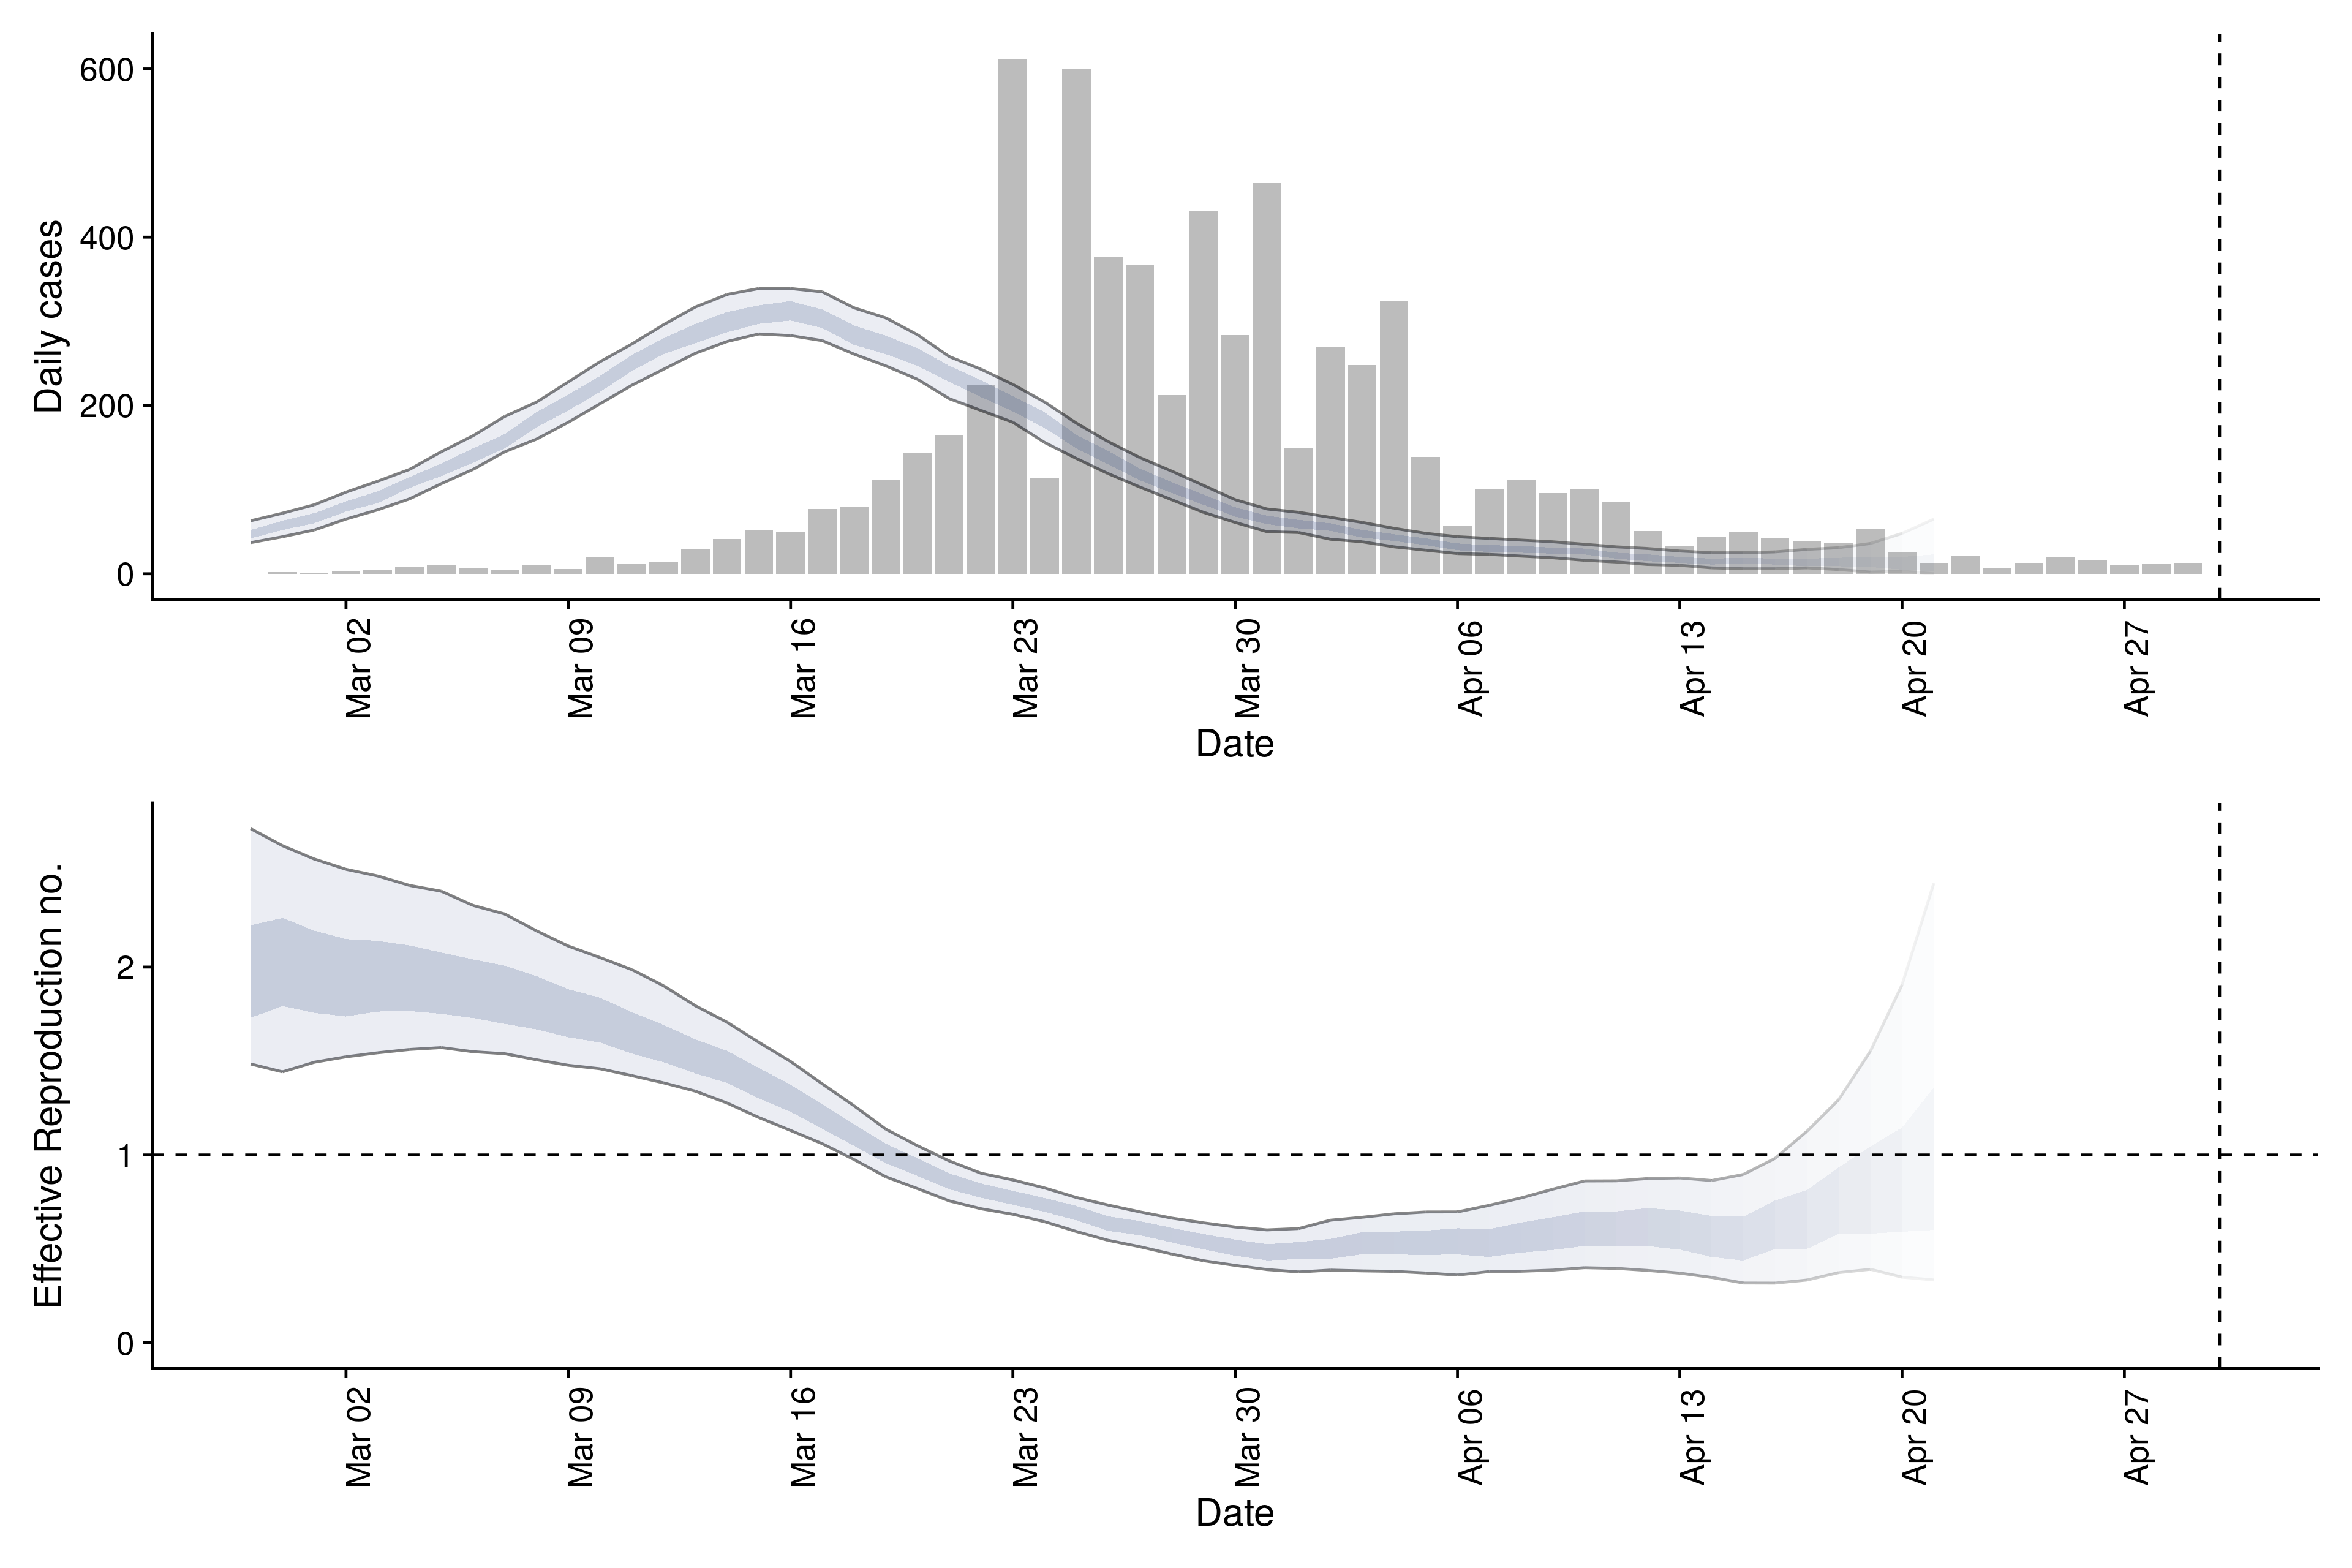 Daily cases
600
400
200
0
Mar 02
Mar 09
Mar 16
Mar 23
Mar 30
Apr 06
Apr 13
Apr 20
Apr 27
Date
Effective Reproduction no.
2
1
0
Mar 02
Mar 09
Mar 16
Mar 23
Mar 30
Apr 06
Apr 13
Apr 20
Apr 27
Date